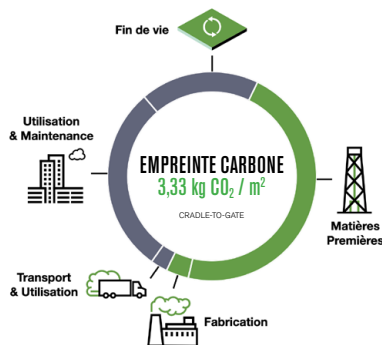 Fin de vie
Utilisation
& Maintenance
EMPREINTE CARBONE
3,33 kg CO₂ / m²
CRADLE-TO-GATE
Matières
Premières
Transport
& Utilisation
Fabrication